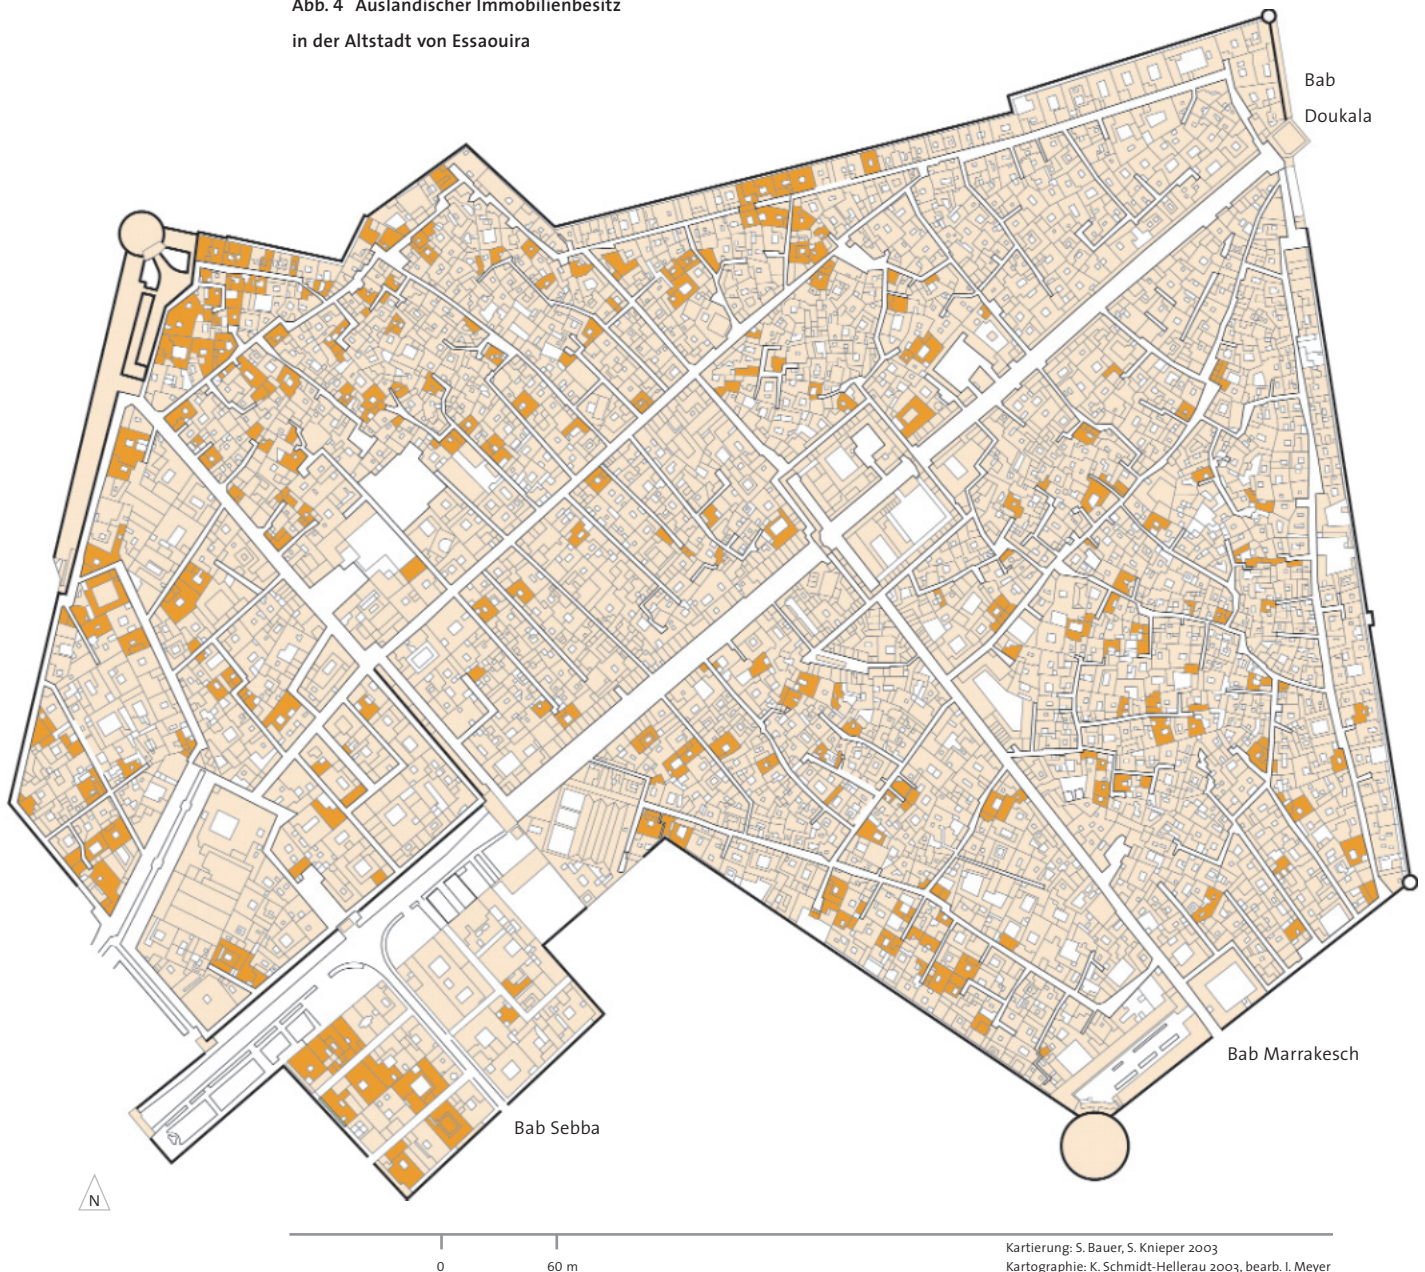 Abb. 4 Ausländischer Immobilienbesitz
in der Altstadt von Essaouira
Bab
Doukala
Bab Marrakesch
Bab Sebba
N
0 60 m
Kartierung: S. Bauer, S. Knieper 2003
Kartographie: K. Schmidt-Hellerau 2003, bearb. I. Meyer